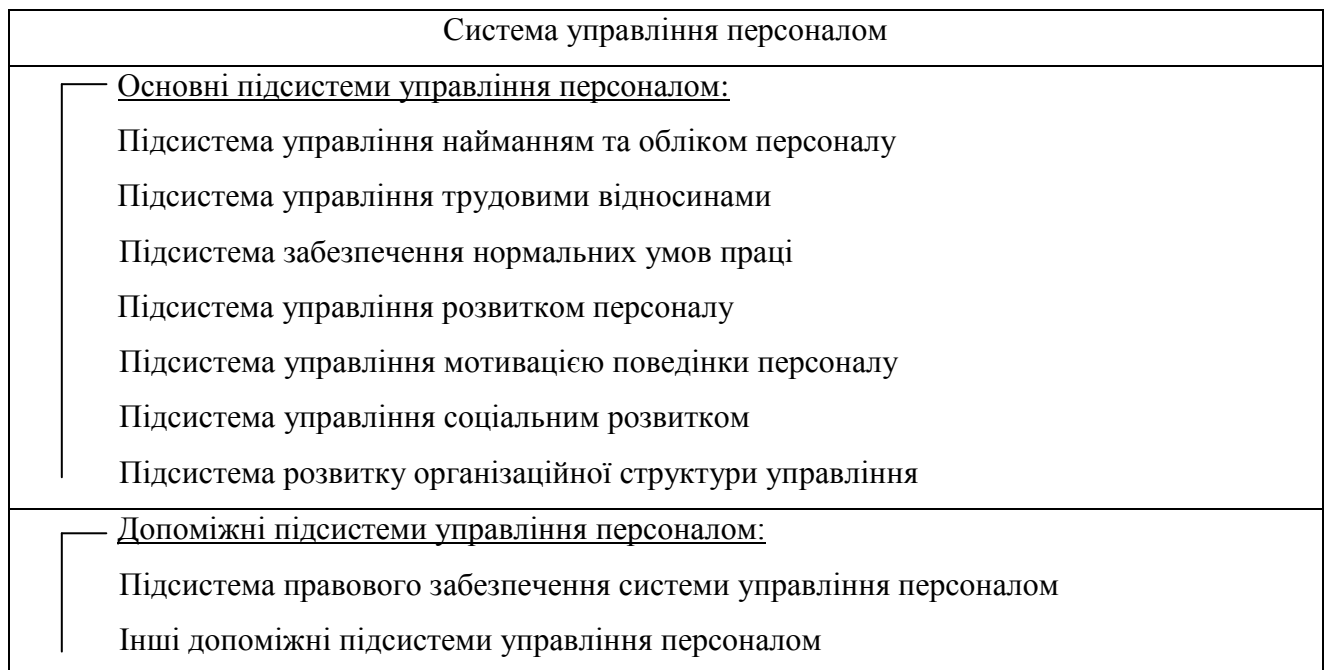 Система управління персоналом
Основні підсистеми управління персоналом:
Підсистема управління найманням та обліком персоналу
Підсистема управління трудовими відносинами
Підсистема забезпечення нормальних умов праці
Підсистема управління розвитком персоналу
Підсистема управління мотивацією поведінки персоналу
Підсистема управління соціальним розвитком
Підсистема розвитку організаційної структури управління
Допоміжні підсистеми управління персоналом:
Підсистема правового забезпечення системи управління персоналом
Інші допоміжні підсистеми управління персоналом